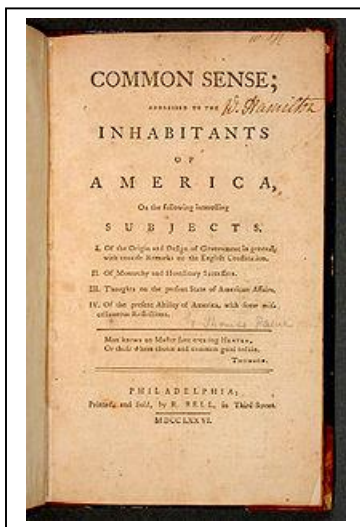 COMMON SENSE;
ADDRESSED TO THE
W. Hamilton
INHABITANTS
OF
AMERICA,
On the following interesting
SUBJECTS.
I. Of the Origin and Design of Government in general,
with concise Remarks on the English Constitution.
II. Of Monarchy and Hereditary Succession.
III. Thoughts on the present State of American Affairs.
IV. Of the present Ability of America, with some mis-
cellaneous Reflections.
Thomas Paine
Man knows no Master save creating HEAVEN,
Or those whom choice and common good ordain.
THOMSON.
PHILADELPHIA;
Printed, and Sold, by R. BELL, in Third-Street.
MDCCLXXVI.